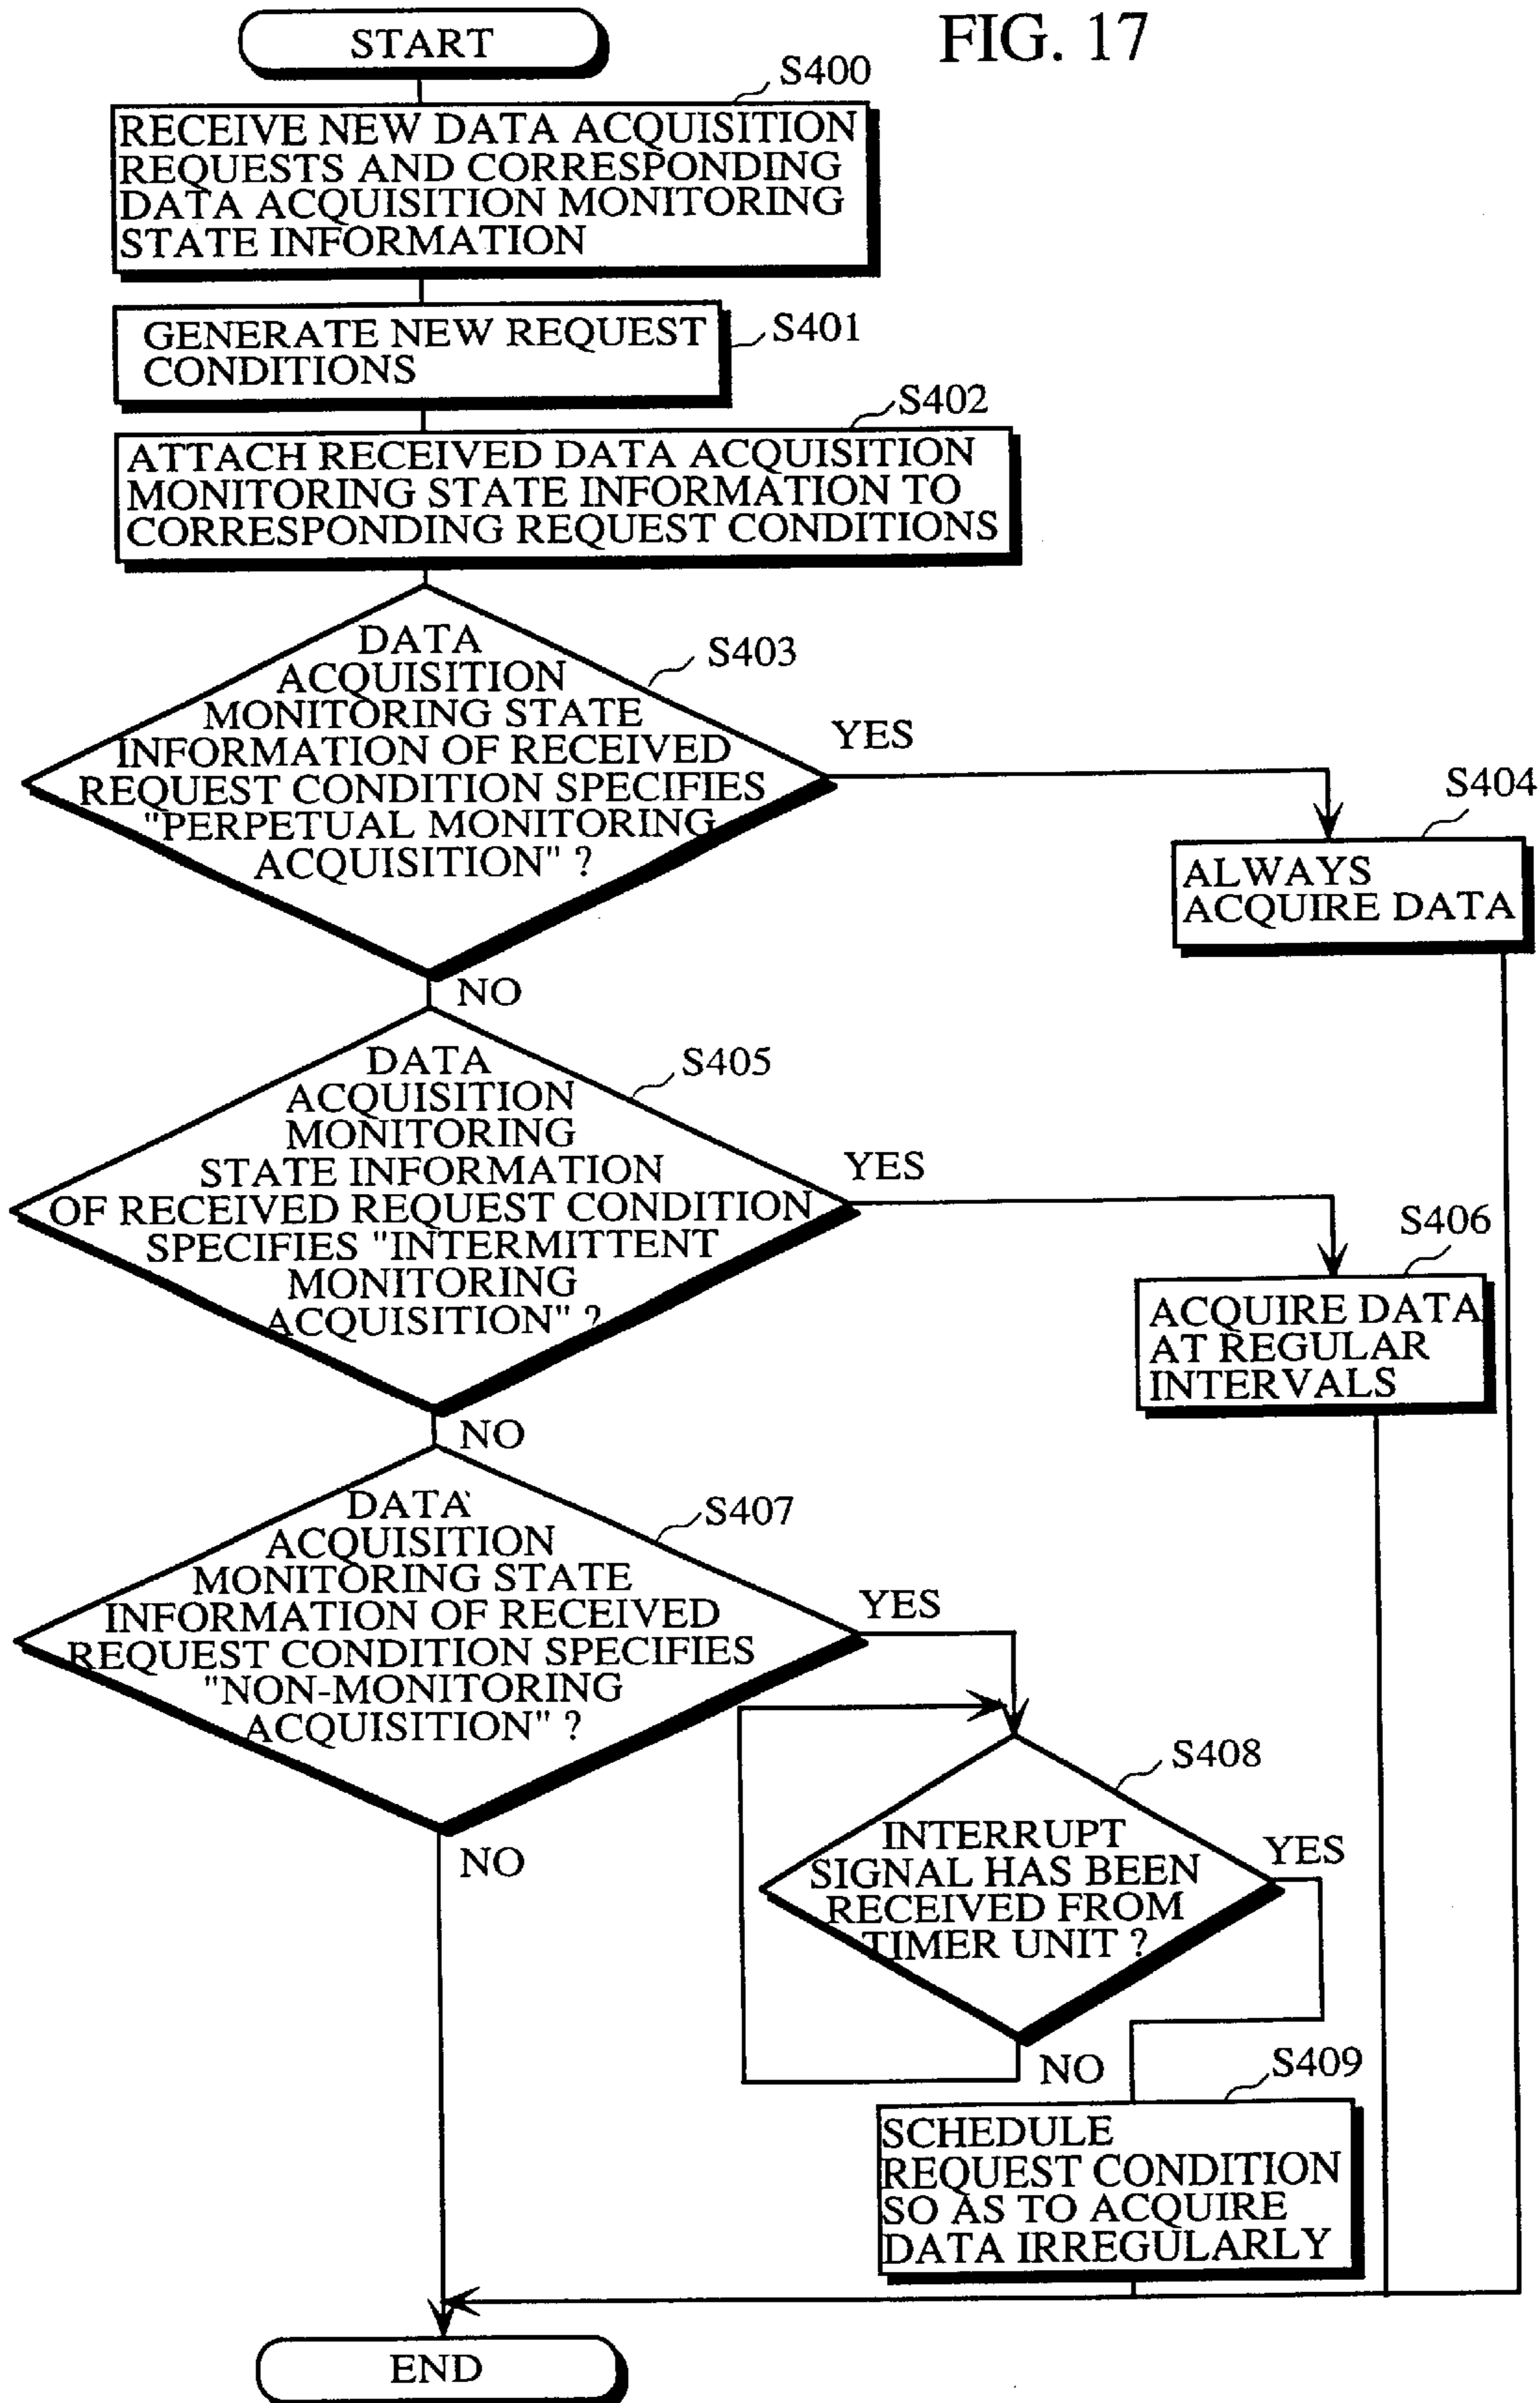 FIG. 17
START
S400
RECEIVE NEW DATA ACQUISITION
REQUESTS AND CORRESPONDING
DATA ACQUISITION MONITORING
STATE INFORMATION
S401
GENERATE NEW REQUEST
CONDITIONS
S402
ATTACH RECEIVED DATA ACQUISITION
MONITORING STATE INFORMATION TO
CORRESPONDING REQUEST CONDITIONS
S403
DATA
ACQUISITION
MONITORING STATE
INFORMATION OF RECEIVED
REQUEST CONDITION SPECIFIES
"PERPETUAL MONITORING
ACQUISITION" ?
YES
S404
ALWAYS
ACQUIRE DATA
NO
S405
DATA
ACQUISITION
MONITORING
STATE INFORMATION
OF RECEIVED REQUEST CONDITION
SPECIFIES "INTERMITTENT
MONITORING
ACQUISITION" ?
YES
S406
ACQUIRE DATA
AT REGULAR
INTERVALS
NO
S407
DATA
ACQUISITION
MONITORING STATE
INFORMATION OF RECEIVED
REQUEST CONDITION SPECIFIES
"NON-MONITORING
ACQUISITION" ?
YES
S408
INTERRUPT
SIGNAL HAS BEEN
RECEIVED FROM
TIMER UNIT ?
YES
NO
NO
S409
SCHEDULE
REQUEST CONDITION
SO AS TO ACQUIRE
DATA IRREGULARLY
END